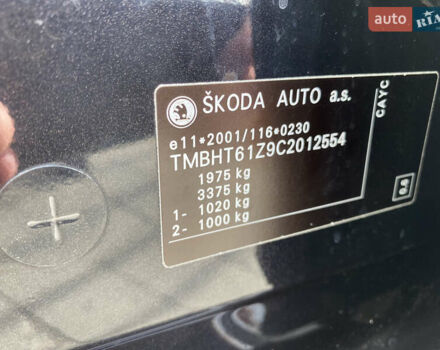 auto RIA
ŠKODA AUTO a.s.
CAYC
e11*2001/116*0230
TMBHT61Z9C2012554
1975 kg
3375 kg
1- 1020 kg
2- 1000 kg